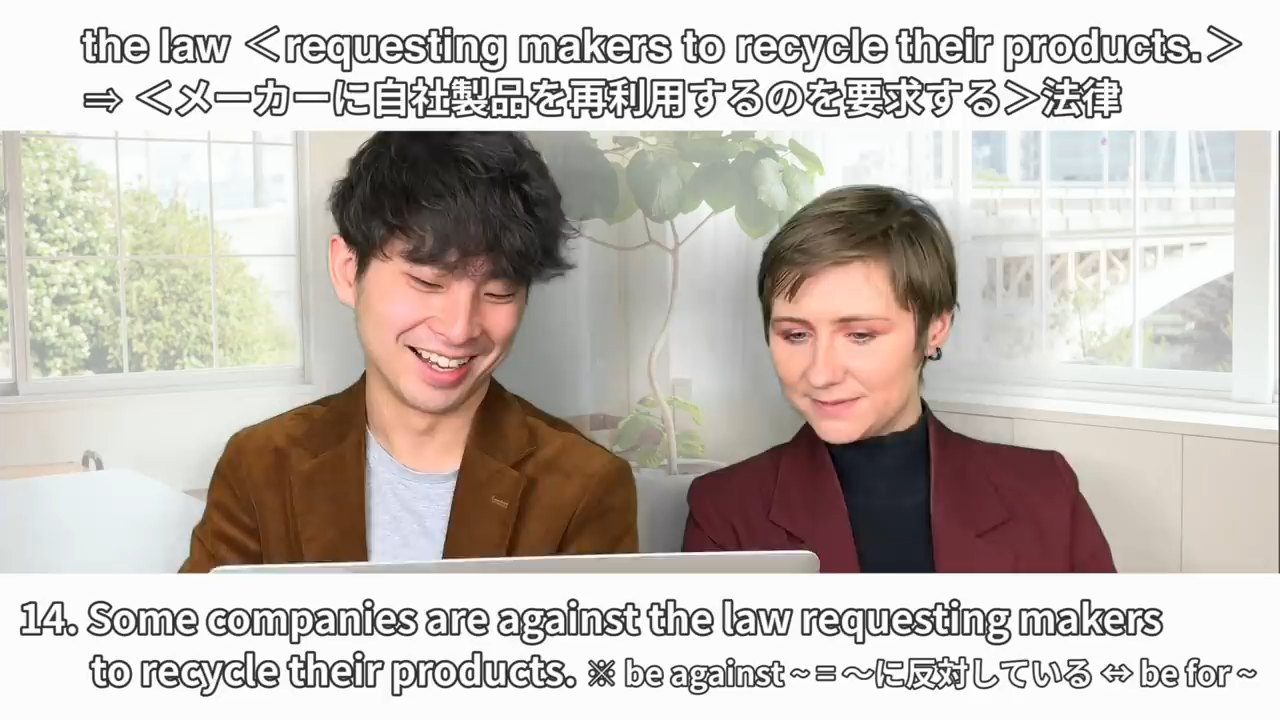 the law ＜requesting makers to recycle their products.＞
⇒ ＜メーカーに自社製品を再利用するのを要求する＞法律
14. Some companies are against the law requesting makers
to recycle their products. ※ be against ~ = ～に反対している ⇔ be for ~